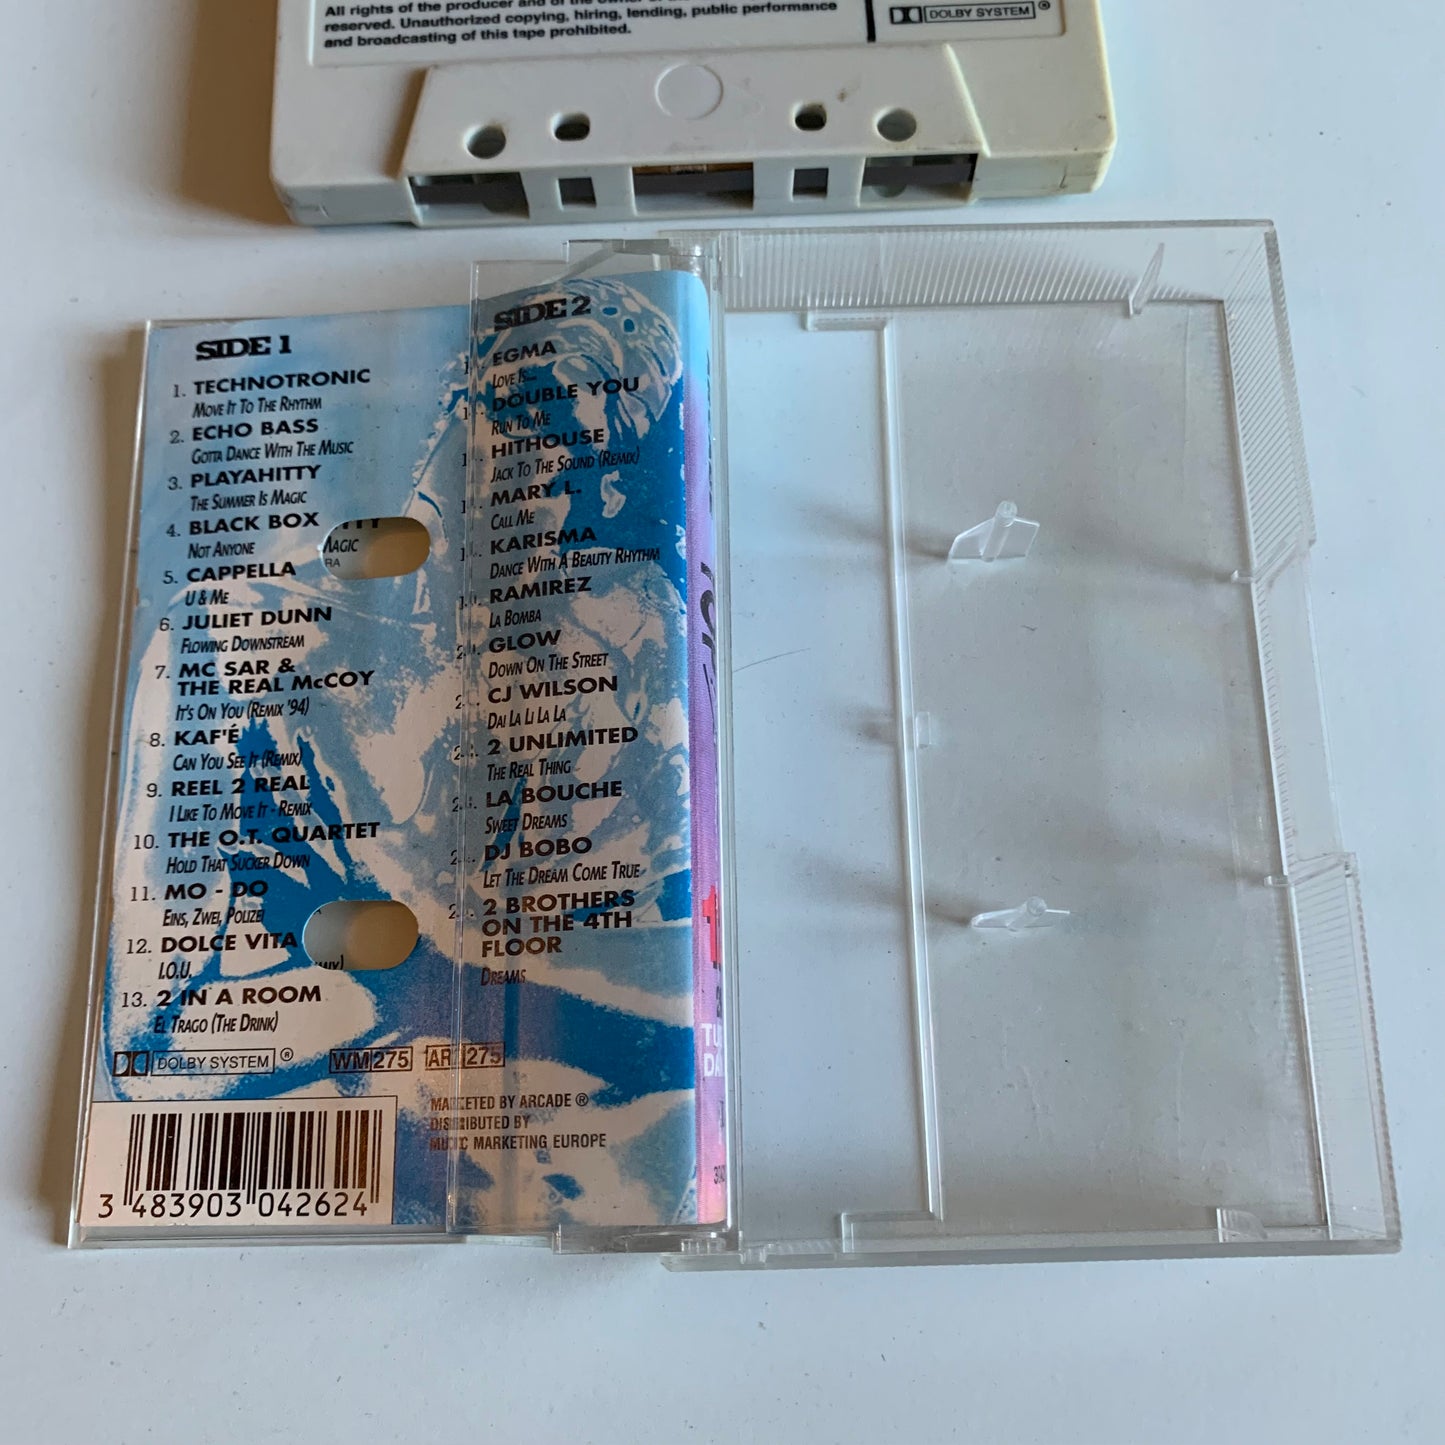 All rights of the producer and of the owner of
reserved. Unauthorized copying, hiring, lending, public performance
and broadcasting of this tape prohibited.
DOLBY SYSTEM ®
SIDE 1
1. TECHNOTRONIC
MOVE IT TO THE RHYTHM
2. ECHO BASS
GOTTA DANCE WITH THE MUSIC
3. PLAYAHITTY
THE SUMMER IS MAGIC
4. BLACK BOX
NOT ANYONE
5. CAPPELLA
U & ME
6. JULIET DUNN
FLOWING DOWNSTREAM
7. MC SAR &
THE REAL McCOY
IT'S ON YOU (REMIX '94)
8. KAF'É
CAN YOU SEE IT (REMIX)
9. REEL 2 REAL
I LIKE TO MOVE IT - REMIX
10. THE O.T. QUARTET
HOLD THAT SUCKER DOWN
11. MO - DO
EINS, ZWEI, POLIZEI
12. DOLCE VITA
I.O.U.
13. 2 IN A ROOM
EL TRAGO (THE DRINK)
DOLBY SYSTEM ®
WM 275 AR 275
3 483903 042624
SIDE 2
EGMA
LOVE IS...
DOUBLE YOU
RUN TO ME
HITHOUSE
JACK TO THE SOUND (REMIX)
MARY L.
CALL ME
KARISMA
DANCE WITH A BEAUTY RHYTHM
RAMIREZ
LA BOMBA
GLOW
DOWN ON THE STREET
CJ WILSON
DAI LA LI LA LA
2 UNLIMITED
THE REAL THING
LA BOUCHE
SWEET DREAMS
DJ BOBO
LET THE DREAM COME TRUE
2 BROTHERS
ON THE 4TH
FLOOR
DREAMS
MARKETED BY ARCADE ®
DISTRIBUTED BY
MUSIC MARKETING EUROPE